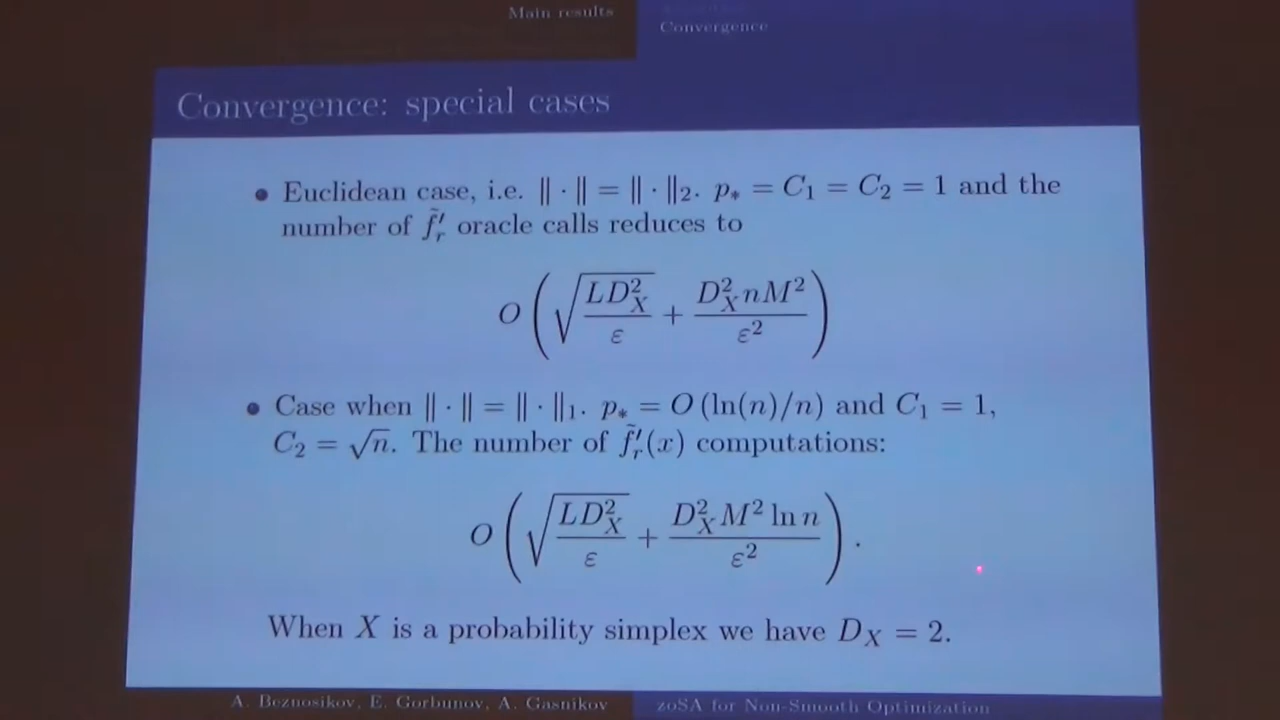 Main results
Convergence
Convergence: special cases
• Euclidean case, i.e. ‖ · ‖ = ‖ · ‖₂. p∗ = C₁ = C₂ = 1 and the
number of f̃′ᵣ oracle calls reduces to
O ( √(LD²_X / ε) + D²_X nM² / ε² )
• Case when ‖ · ‖ = ‖ · ‖₁. p∗ = O (ln(n)/n) and C₁ = 1,
C₂ = √n. The number of f̃′ᵣ(x) computations:
O ( √(LD²_X / ε) + D²_X M² ln n / ε² ) .
When X is a probability simplex we have D_X = 2.
A. Beznosikov, E. Gorbunov, A. Gasnikov
zoSA for Non-Smooth Optimization